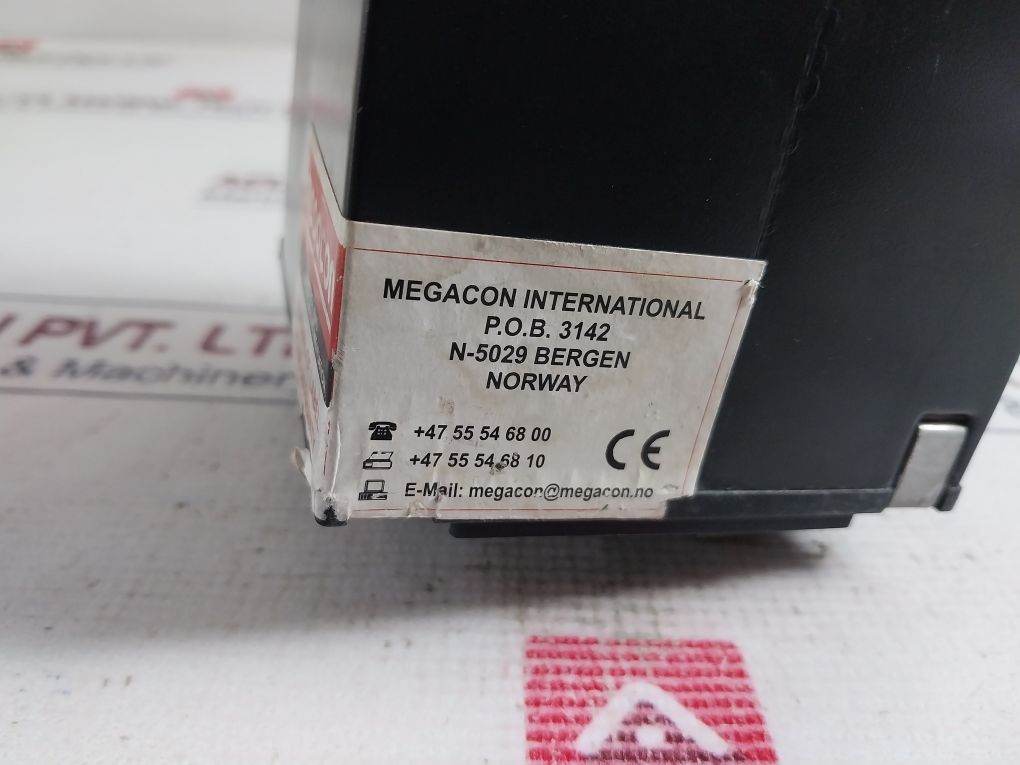 MEGACON INTERNATIONAL
P.O.B. 3142
N-5029 BERGEN
NORWAY
+47 55 54 68 00
+47 55 54 68 10
E-Mail: megacon@megacon.no
CE
PVT. LT
& Machiner